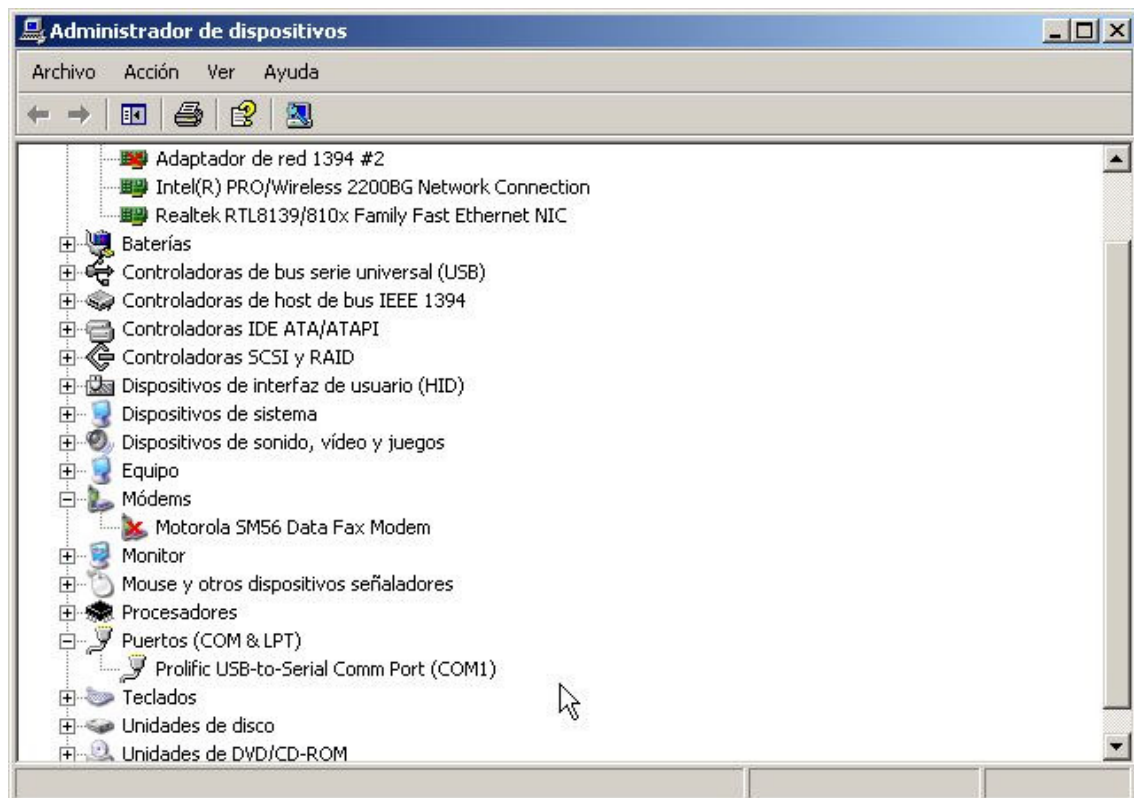 Administrador de dispositivos
Archivo Acción Ver Ayuda
Adaptador de red 1394 #2
Intel(R) PRO/Wireless 2200BG Network Connection
Realtek RTL8139/810x Family Fast Ethernet NIC
Baterías
Controladoras de bus serie universal (USB)
Controladoras de host de bus IEEE 1394
Controladoras IDE ATA/ATAPI
Controladoras SCSI y RAID
Dispositivos de interfaz de usuario (HID)
Dispositivos de sistema
Dispositivos de sonido, vídeo y juegos
Equipo
Módems
Motorola SM56 Data Fax Modem
Monitor
Mouse y otros dispositivos señaladores
Procesadores
Puertos (COM & LPT)
Prolific USB-to-Serial Comm Port (COM1)
Teclados
Unidades de disco
Unidades de DVD/CD-ROM